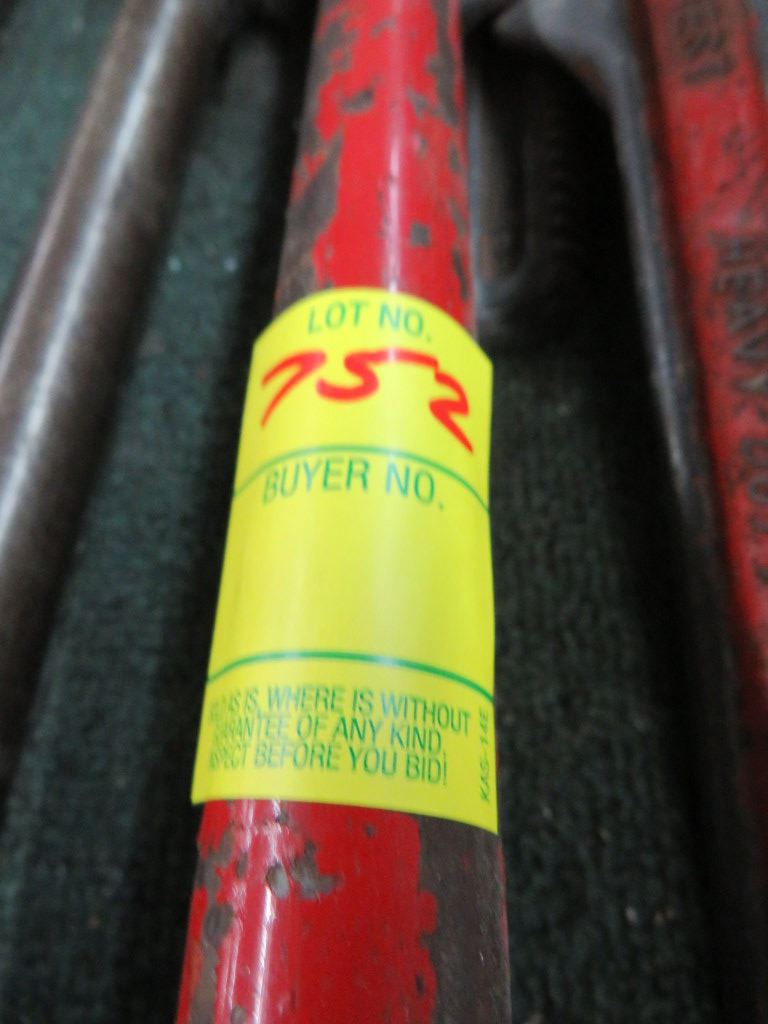 LOT NO.
752
BUYER NO.
AS IS, WHERE IS WITHOUT
OF ANY KIND.
BEFORE YOU BID!
KAS-14E
HEAVY